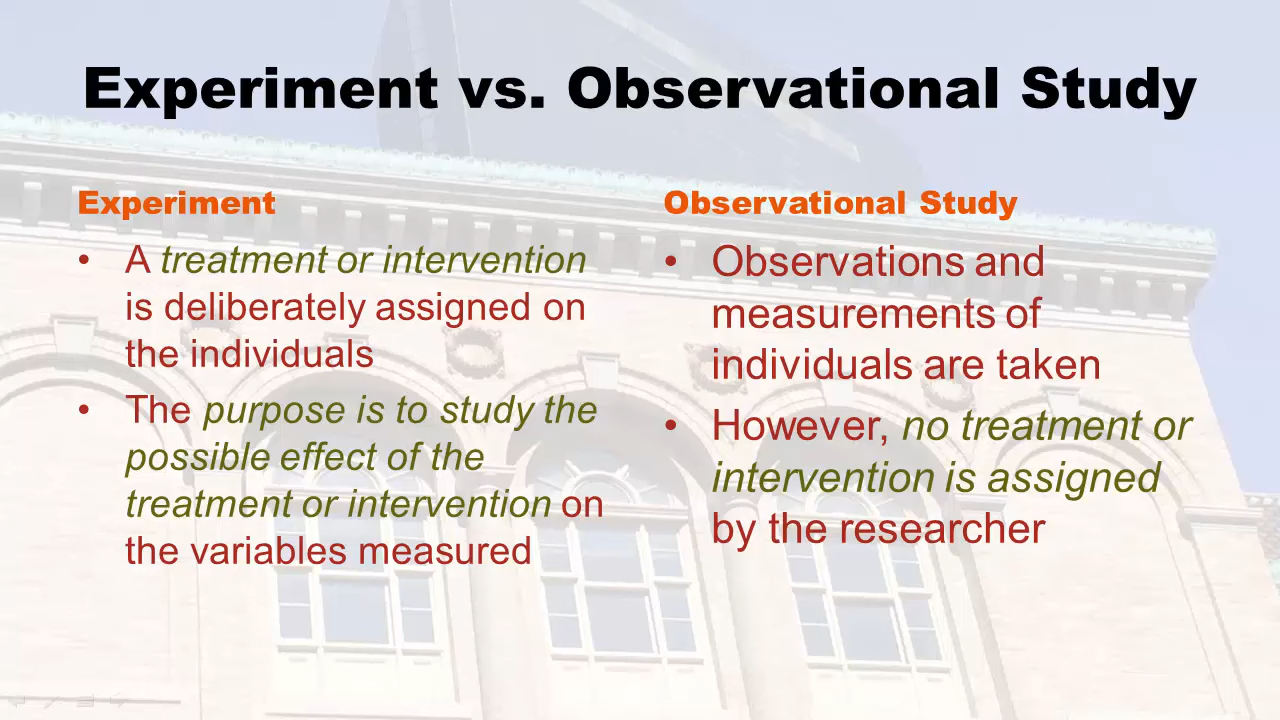 Experiment vs. Observational Study
Experiment
• A treatment or intervention
is deliberately assigned on
the individuals
• The purpose is to study the
possible effect of the
treatment or intervention on
the variables measured
Observational Study
• Observations and
measurements of
individuals are taken
• However, no treatment or
intervention is assigned
by the researcher